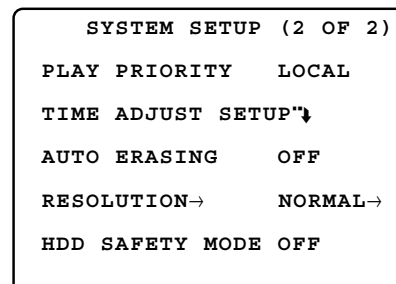 SYSTEM SETUP (2 OF 2)
PLAY PRIORITY LOCAL
TIME ADJUST SETUP
AUTO ERASING OFF
RESOLUTION→ NORMAL→
HDD SAFETY MODE OFF